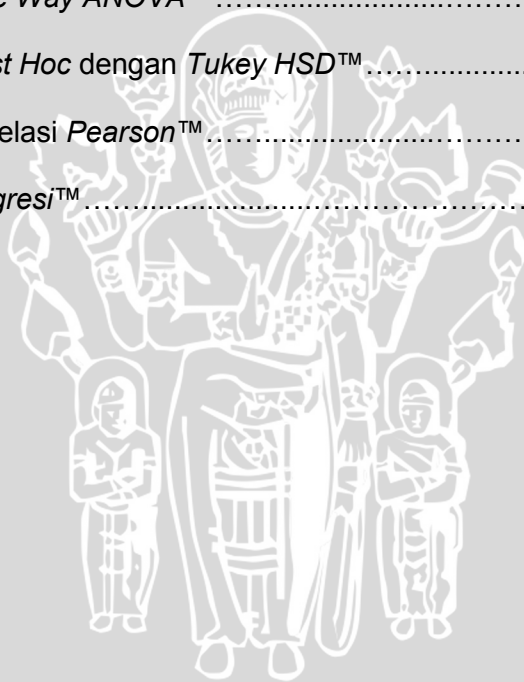 e Way ANOVA™…………………………
st Hoc dengan Tukey HSD™…………………
elasi Pearson™……………………………
gresi™……………………………………